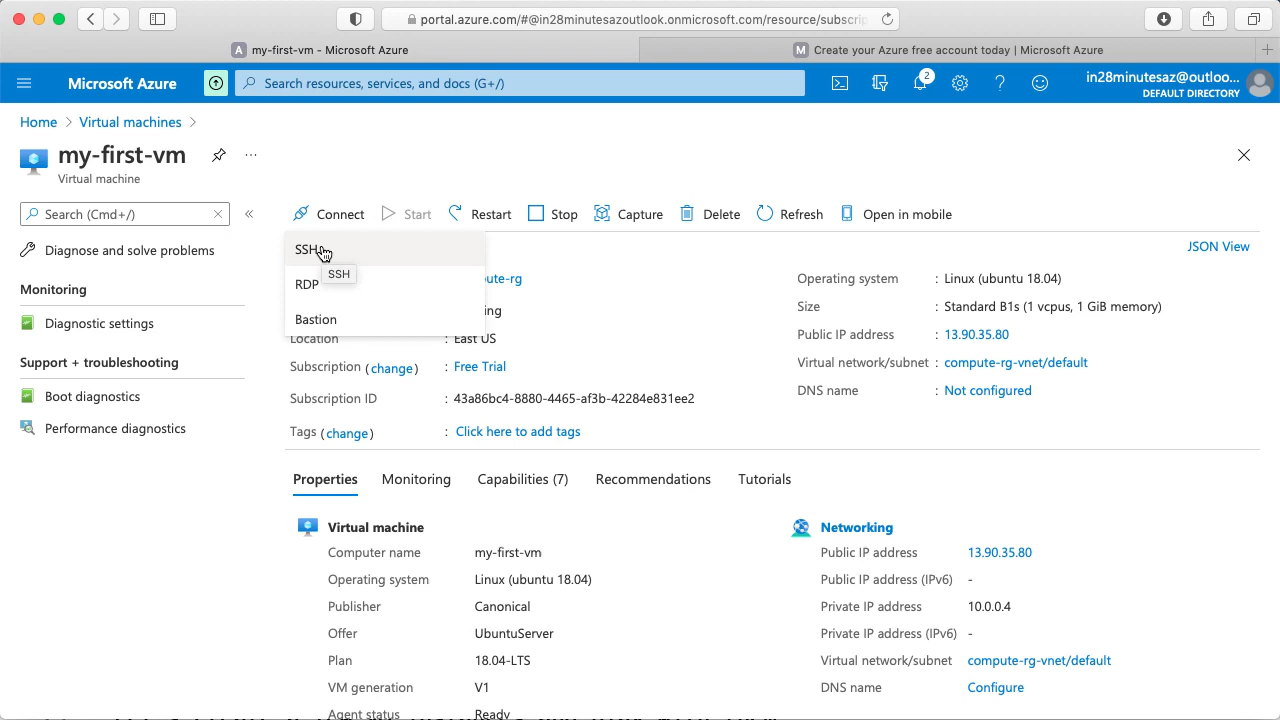 portal.azure.com/#@in28minutesazoutlook.onmicrosoft.com/resource/subscrip
A my-first-vm - Microsoft Azure
M Create your Azure free account today | Microsoft Azure
Microsoft Azure
Search resources, services, and docs (G+/)
2
in28minutesaz@outloo...
DEFAULT DIRECTORY
Home > Virtual machines >
my-first-vm
Virtual machine
Search (Cmd+/)
Connect Start Restart Stop Capture Delete Refresh Open in mobile
Diagnose and solve problems
Monitoring
Diagnostic settings
Support + troubleshooting
Boot diagnostics
Performance diagnostics
SSH
SSH
RDP
Bastion
JSON View
ute-rg
ing
Location : East US
Subscription (change) : Free Trial
Subscription ID : 43a86bc4-8880-4465-af3b-42284e831ee2
Tags (change) : Click here to add tags
Operating system : Linux (ubuntu 18.04)
Size : Standard B1s (1 vcpus, 1 GiB memory)
Public IP address : 13.90.35.80
Virtual network/subnet : compute-rg-vnet/default
DNS name : Not configured
Properties Monitoring Capabilities (7) Recommendations Tutorials
Virtual machine
Computer name my-first-vm
Operating system Linux (ubuntu 18.04)
Publisher Canonical
Offer UbuntuServer
Plan 18.04-LTS
VM generation V1
Agent status Ready
Networking
Public IP address 13.90.35.80
Public IP address (IPv6) -
Private IP address 10.0.0.4
Private IP address (IPv6) -
Virtual network/subnet compute-rg-vnet/default
DNS name Configure